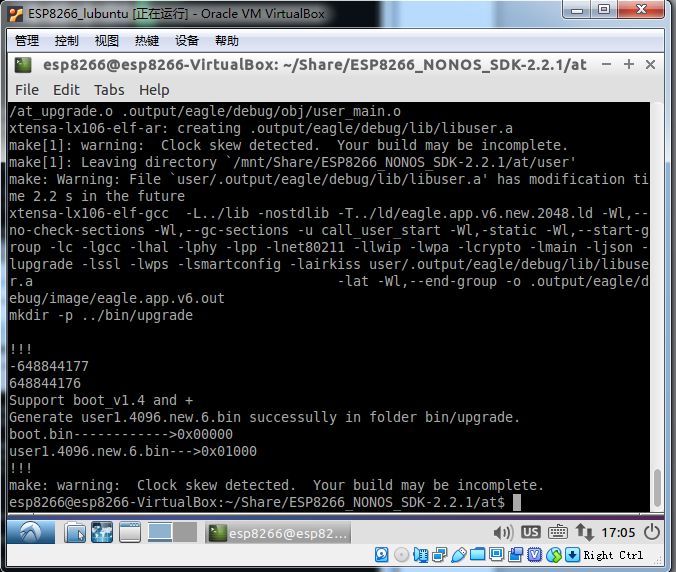 ESP8266_lubuntu [正在运行] - Oracle VM VirtualBox
管理 控制 视图 热键 设备 帮助
esp8266@esp8266-VirtualBox: ~/Share/ESP8266_NONOS_SDK-2.2.1/at
File Edit Tabs Help
/at_upgrade.o .output/eagle/debug/obj/user_main.o
xtensa-lx106-elf-ar: creating .output/eagle/debug/lib/libuser.a
make[1]: warning:  Clock skew detected.  Your build may be incomplete.
make[1]: Leaving directory `/mnt/Share/ESP8266_NONOS_SDK-2.2.1/at/user'
make: Warning: File `user/.output/eagle/debug/lib/libuser.a' has modification ti
me 2.2 s in the future
xtensa-lx106-elf-gcc  -L../lib -nostdlib -T../ld/eagle.app.v6.new.2048.ld -Wl,--
no-check-sections -Wl,--gc-sections -u call_user_start -Wl,-static -Wl,--start-g
roup -lc -lgcc -lhal -lphy -lpp -lnet80211 -llwip -lwpa -lcrypto -lmain -ljson -
lupgrade -lssl -lwps -lsmartconfig -lairkiss user/.output/eagle/debug/lib/libuse
r.a -lat -Wl,--end-group -o .output/eagle/d
ebug/image/eagle.app.v6.out
mkdir -p ../bin/upgrade
!!!
-648844177
648844176
Support boot_v1.4 and +
Generate user1.4096.new.6.bin successully in folder bin/upgrade.
boot.bin------------>0x00000
user1.4096.new.6.bin--->0x01000
!!!
make: warning:  Clock skew detected.  Your build may be incomplete.
esp8266@esp8266-VirtualBox:~/Share/ESP8266_NONOS_SDK-2.2.1/at$
esp8266@esp82... US 17:05
Right Ctrl